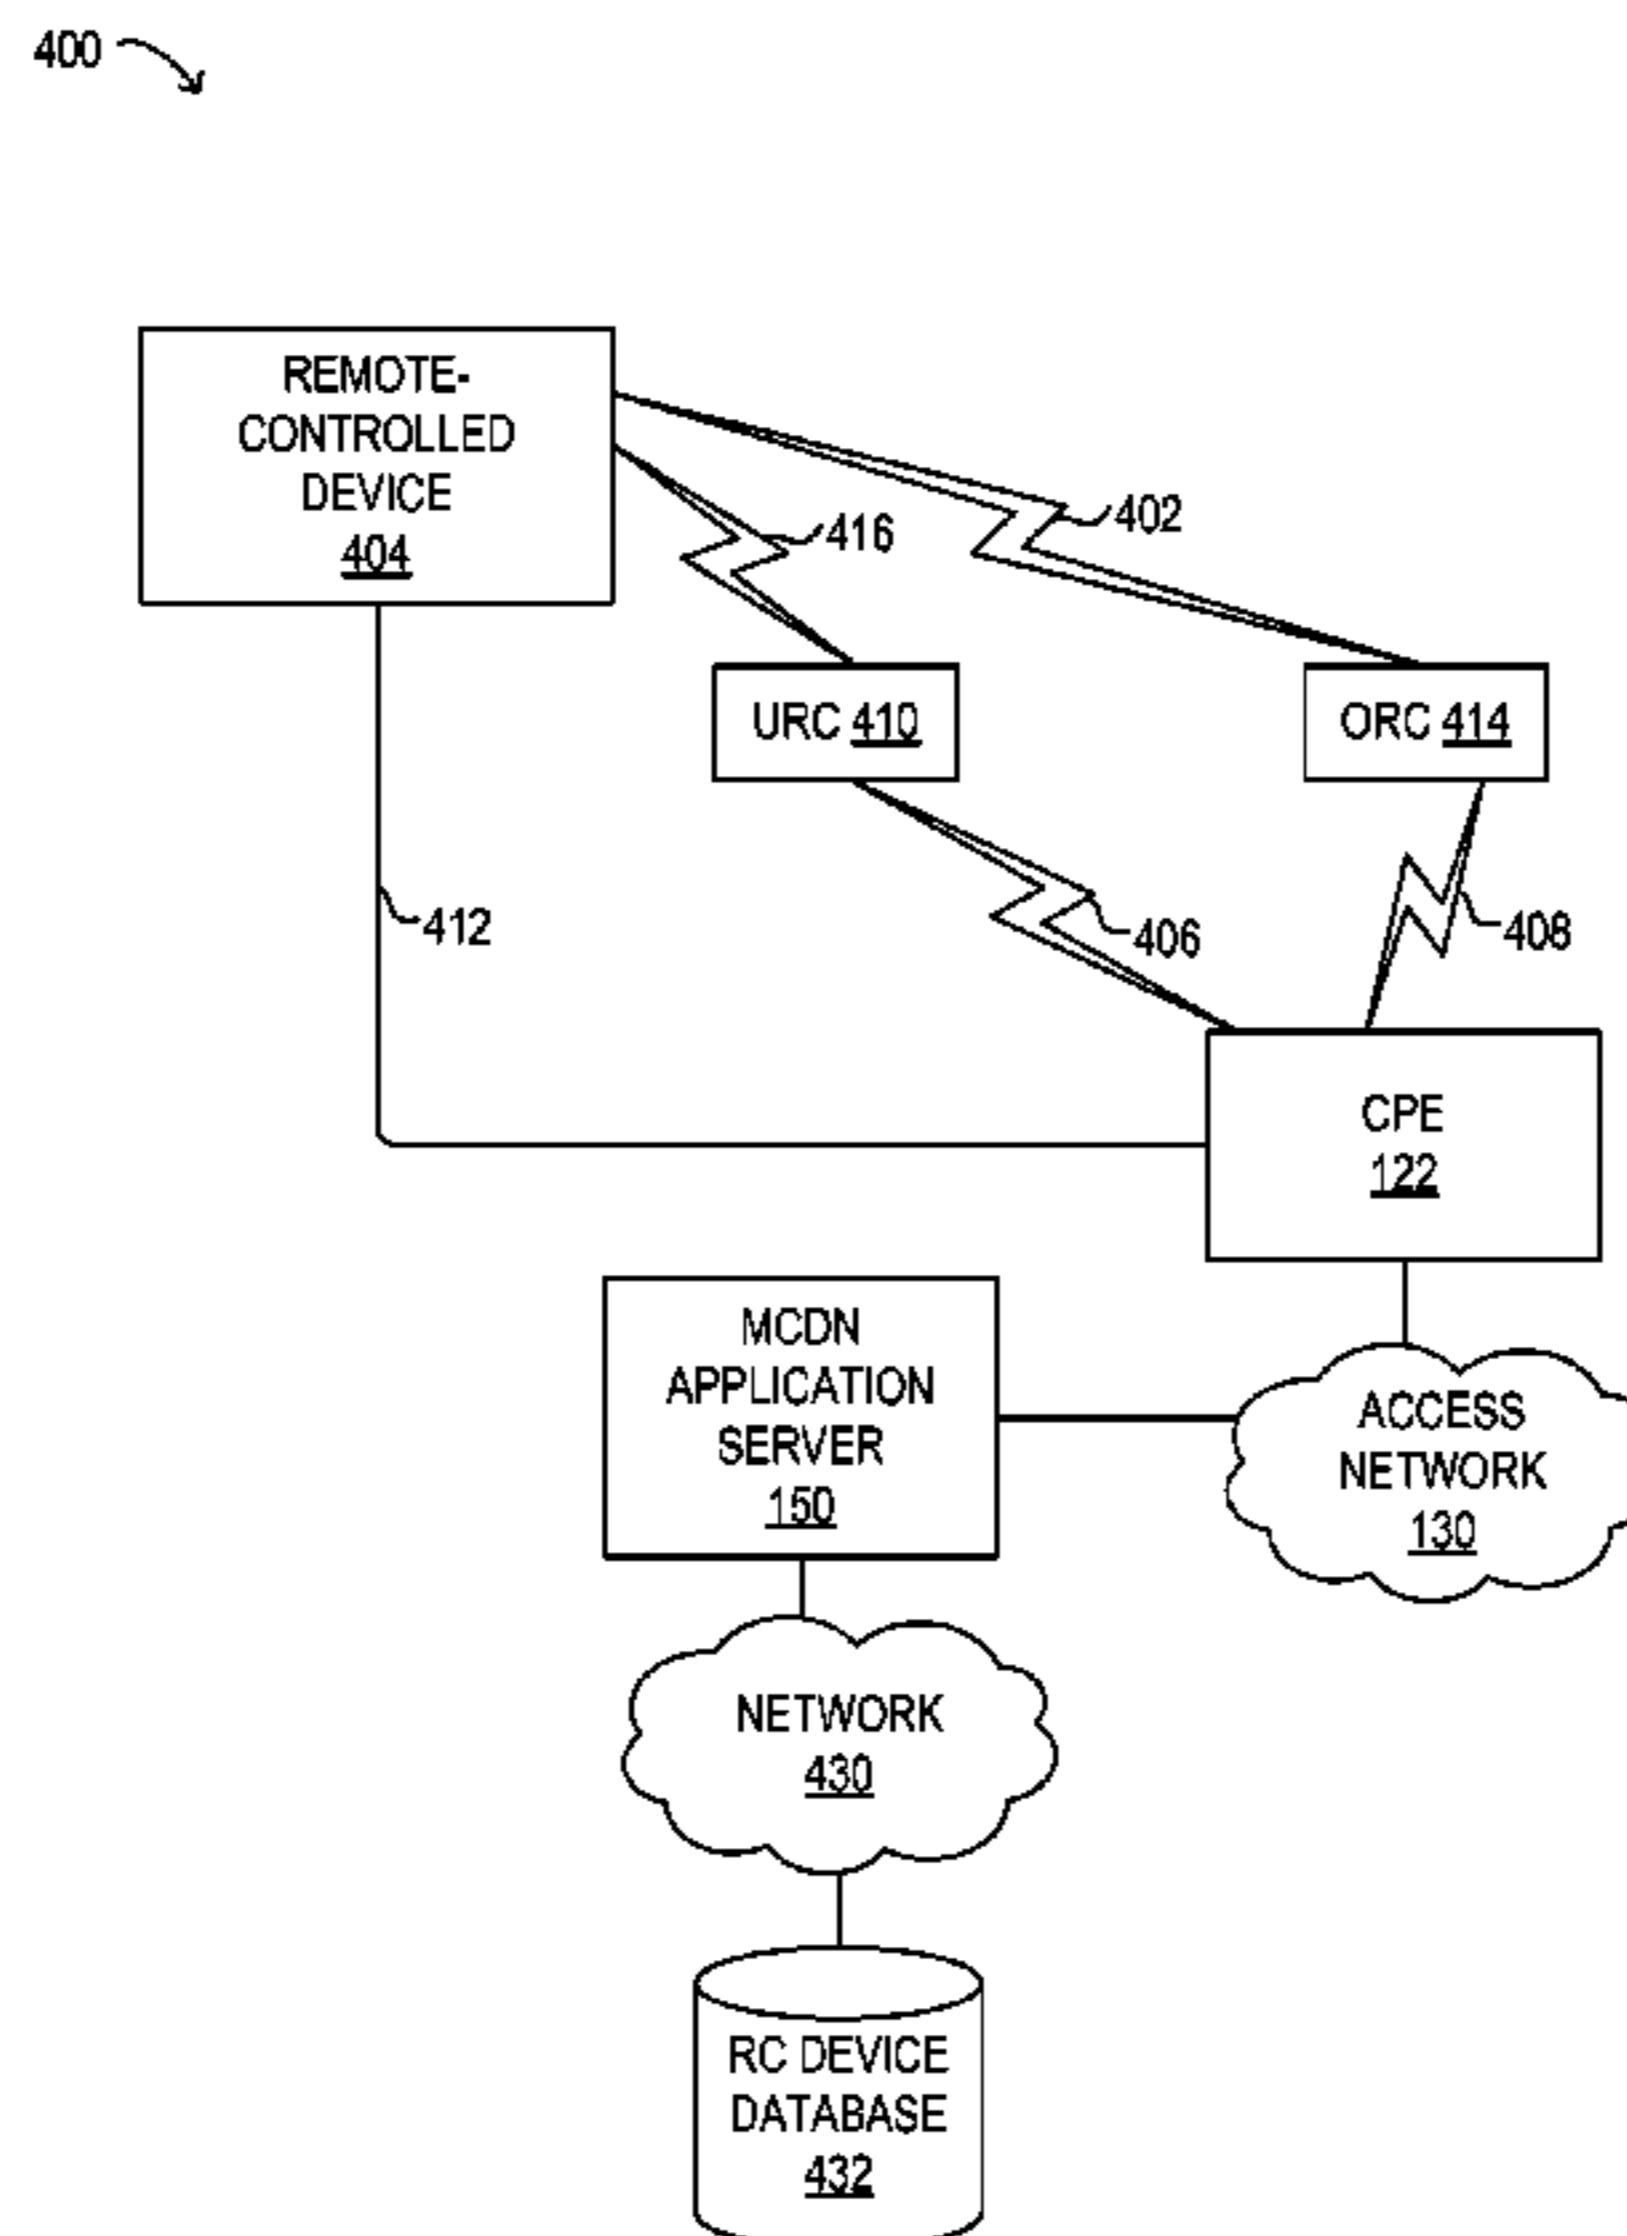 400
REMOTE-
CONTROLLED
DEVICE
404
402
416
URC 410
ORC 414
412
406
408
CPE
122
MCDN
APPLICATION
SERVER
150
ACCESS
NETWORK
130
NETWORK
430
RC DEVICE
DATABASE
432